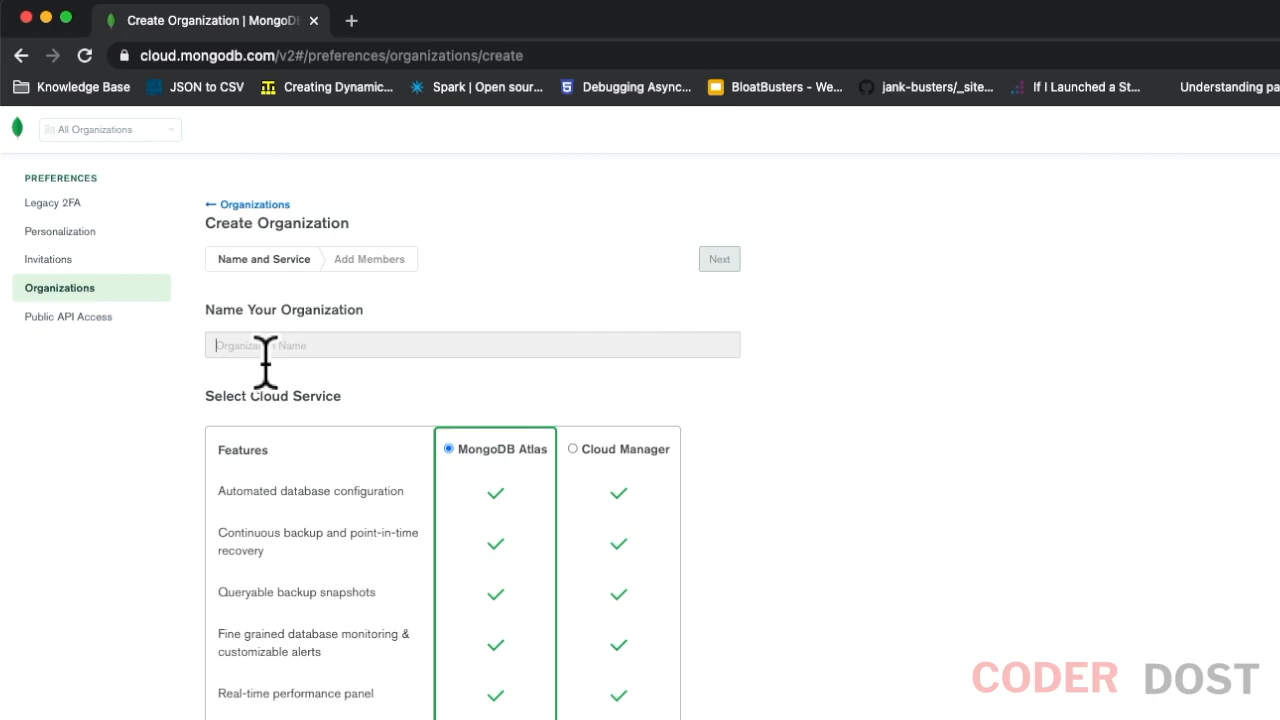 Create Organization | MongoDB
cloud.mongodb.com/v2#/preferences/organizations/create
Knowledge Base
JSON to CSV
Creating Dynamic...
Spark | Open sour...
Debugging Async...
BloatBusters - We...
jank-busters/_site...
If I Launched a St...
Understanding pa
All Organizations
PREFERENCES
Legacy 2FA
Personalization
Invitations
Organizations
Public API Access
← Organizations
Create Organization
Name and Service
Add Members
Next
Name Your Organization
Organization Name
Select Cloud Service
Features
MongoDB Atlas
Cloud Manager
Automated database configuration
Continuous backup and point-in-time
recovery
Queryable backup snapshots
Fine grained database monitoring &
customizable alerts
Real-time performance panel
CODER DOST